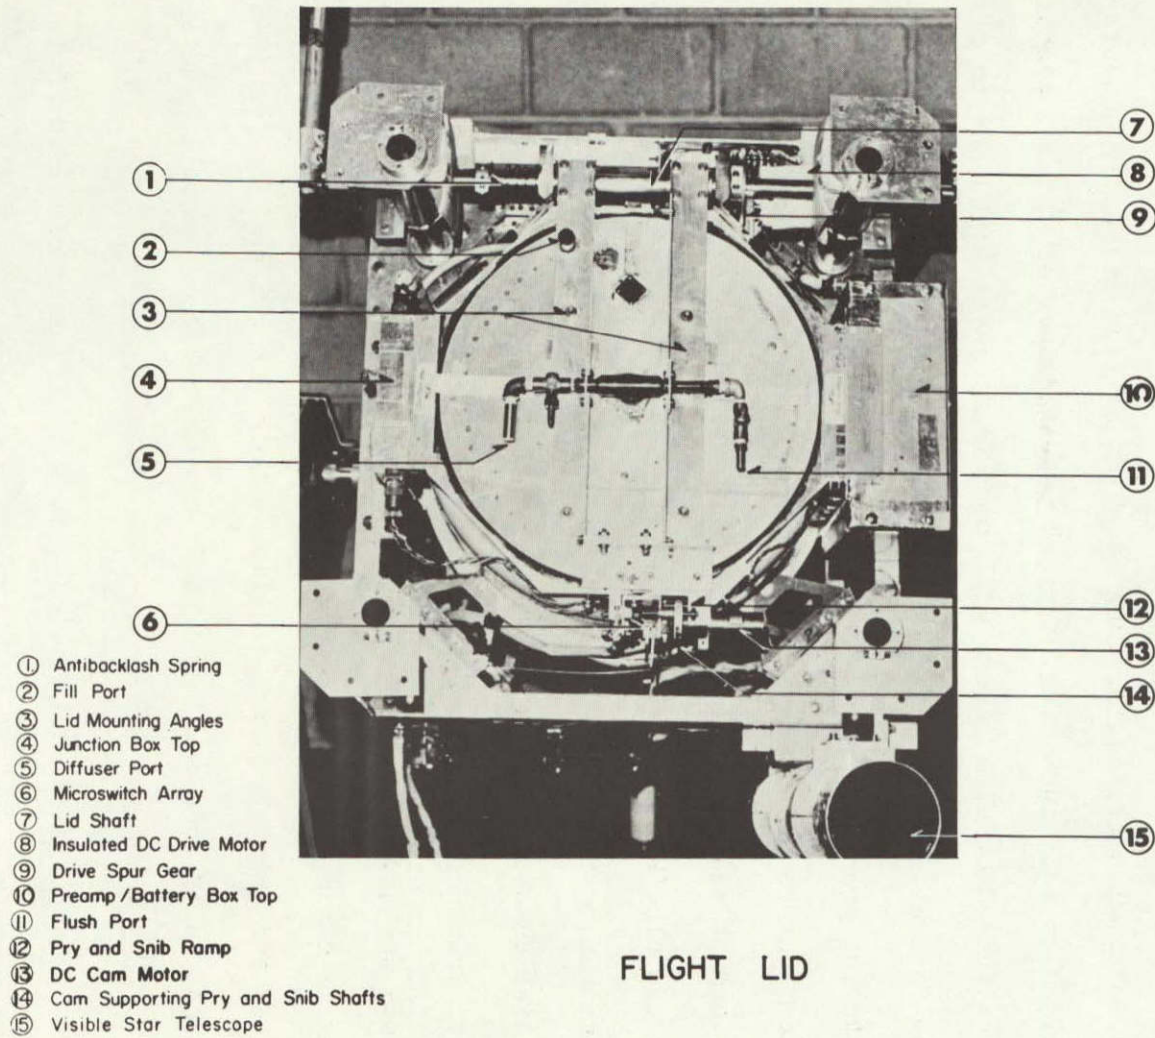 1
2
3
4
5
6
7
8
9
10
11
12
13
14
15
① Antibacklash Spring
② Fill Port
③ Lid Mounting Angles
④ Junction Box Top
⑤ Diffuser Port
⑥ Microswitch Array
⑦ Lid Shaft
⑧ Insulated DC Drive Motor
⑨ Drive Spur Gear
⑩ Preamp/Battery Box Top
⑪ Flush Port
⑫ Pry and Snib Ramp
⑬ DC Cam Motor
⑭ Cam Supporting Pry and Snib Shafts
⑮ Visible Star Telescope
FLIGHT LID